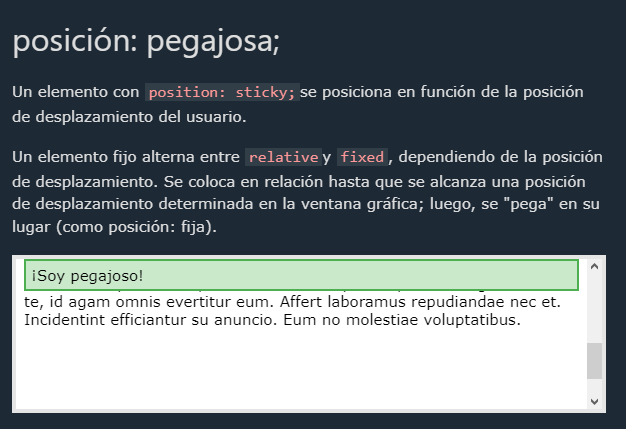 posición: pegajosa;
Un elemento con position: sticky; se posiciona en función de la posición
de desplazamiento del usuario.
Un elemento fijo alterna entre relative y fixed, dependiendo de la posición
de desplazamiento. Se coloca en relación hasta que se alcanza una posición
de desplazamiento determinada en la ventana gráfica; luego, se "pega" en su
lugar (como posición: fija).
¡Soy pegajoso!
te, id agam omnis evertitur eum. Affert laboramus repudiandae nec et.
Incidentint efficiantur su anuncio. Eum no molestiae voluptatibus.